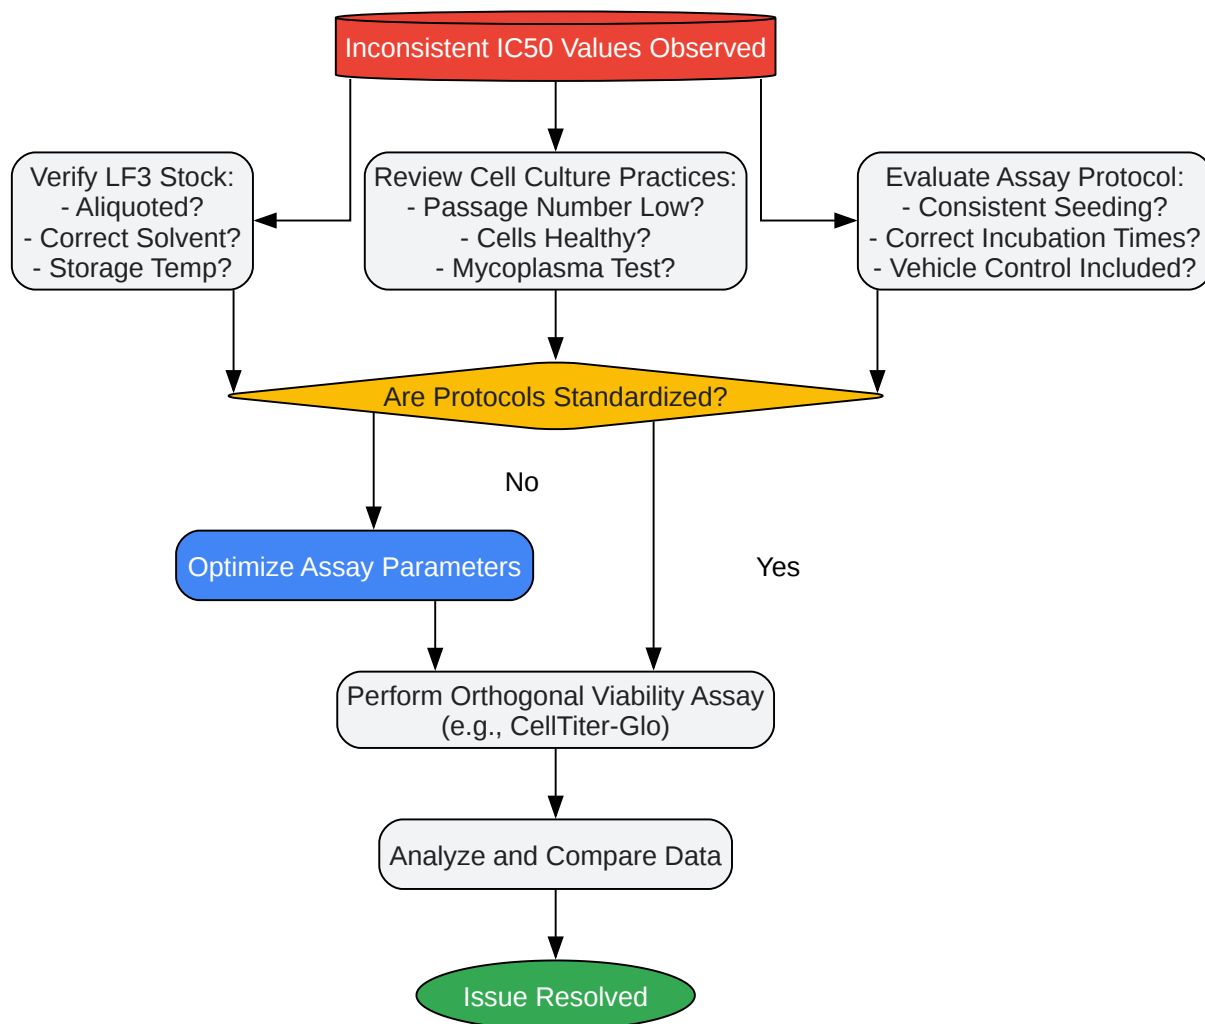 Inconsistent IC50 Values Observed
Verify LF3 Stock:
- Aliquoted?
- Correct Solvent?
- Storage Temp?
Review Cell Culture Practices:
- Passage Number Low?
- Cells Healthy?
- Mycoplasma Test?
Evaluate Assay Protocol:
- Consistent Seeding?
- Correct Incubation Times?
- Vehicle Control Included?
Are Protocols Standardized?
No
Optimize Assay Parameters
Yes
Perform Orthogonal Viability Assay
(e.g., CellTiter-Glo)
Analyze and Compare Data
Issue Resolved